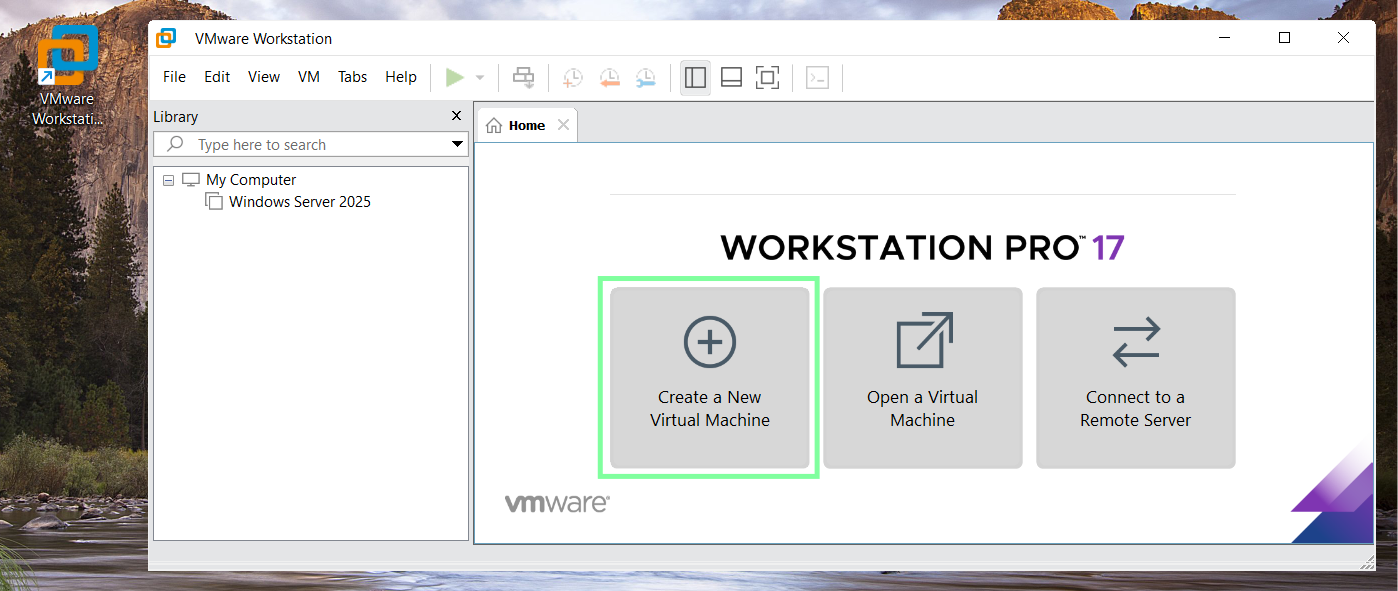 VMware
Workstati...
VMware Workstation
File Edit View VM Tabs Help
Library
Type here to search
My Computer
Windows Server 2025
Home
WORKSTATION PRO™ 17
Create a New
Virtual Machine
Open a Virtual
Machine
Connect to a
Remote Server
vmware®